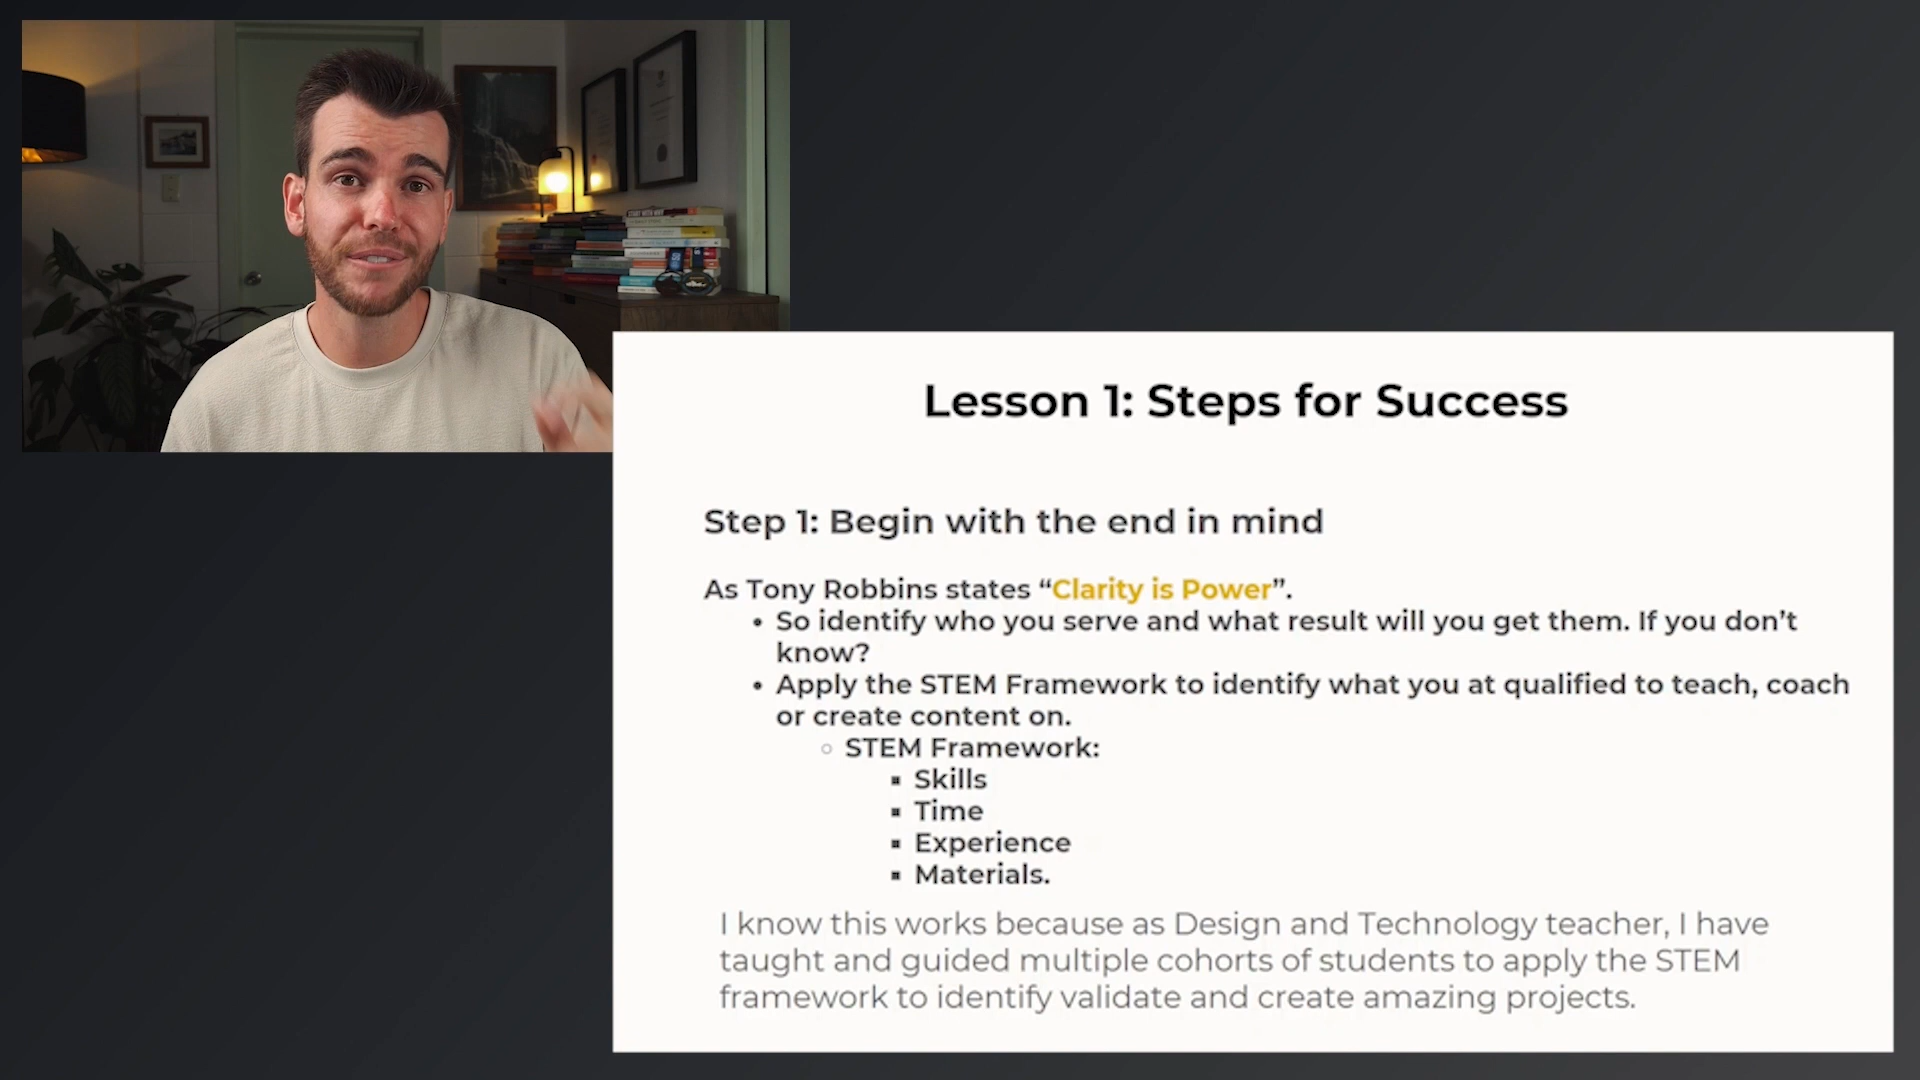 START WITH WHY
Lesson 1: Steps for Success
Step 1: Begin with the end in mind
As Tony Robbins states “Clarity is Power”.
• So identify who you serve and what result will you get them. If you don’t
know?
• Apply the STEM Framework to identify what you at qualified to teach, coach
or create content on.
○ STEM Framework:
▪ Skills
▪ Time
▪ Experience
▪ Materials.
I know this works because as Design and Technology teacher, I have
taught and guided multiple cohorts of students to apply the STEM
framework to identify validate and create amazing projects.